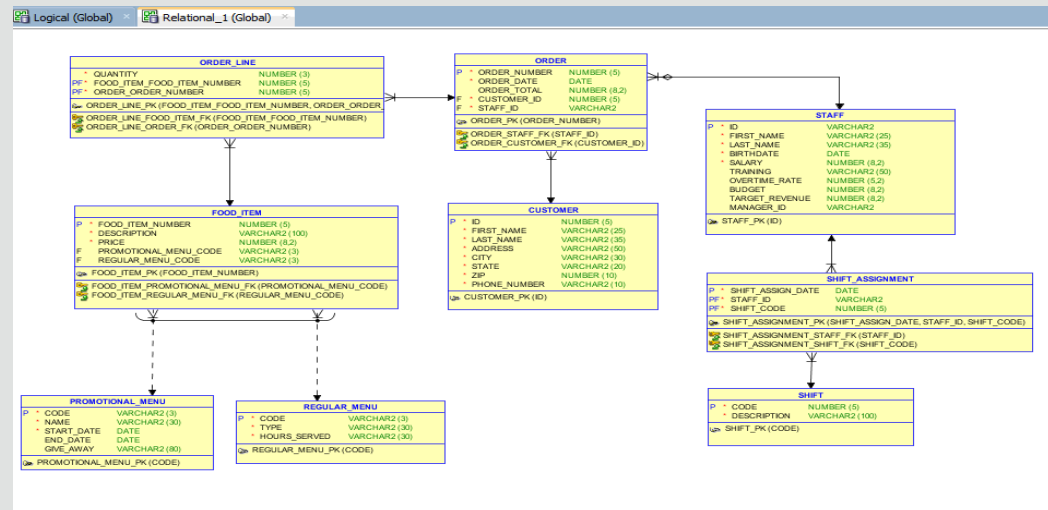 Logical (Global) × Relational_1 (Global) ×
ORDER_LINE
* QUANTITY NUMBER (3)
PF* FOOD_ITEM_FOOD_ITEM_NUMBER NUMBER (5)
PF* ORDER_ORDER_NUMBER NUMBER (5)
ORDER_LINE_PK (FOOD_ITEM_FOOD_ITEM_NUMBER, ORDER_ORDER
ORDER_LINE_FOOD_ITEM_FK (FOOD_ITEM_FOOD_ITEM_NUMBER)
ORDER_LINE_ORDER_FK (ORDER_ORDER_NUMBER)
ORDER
P * ORDER_NUMBER NUMBER (5)
* ORDER_DATE DATE
ORDER_TOTAL NUMBER (8,2)
F * CUSTOMER_ID NUMBER (5)
F * STAFF_ID VARCHAR2
ORDER_PK (ORDER_NUMBER)
ORDER_STAFF_FK (STAFF_ID)
ORDER_CUSTOMER_FK (CUSTOMER_ID)
STAFF
P * ID VARCHAR2
* FIRST_NAME VARCHAR2 (25)
* LAST_NAME VARCHAR2 (35)
* BIRTHDATE DATE
* SALARY NUMBER (8,2)
TRAINING VARCHAR2 (50)
OVERTIME_RATE NUMBER (5,2)
BUDGET NUMBER (8,2)
TARGET_REVENUE NUMBER (8,2)
MANAGER_ID VARCHAR2
STAFF_PK (ID)
FOOD_ITEM
P * FOOD_ITEM_NUMBER NUMBER (5)
* DESCRIPTION VARCHAR2 (100)
* PRICE NUMBER (8,2)
F PROMOTIONAL_MENU_CODE VARCHAR2 (3)
F REGULAR_MENU_CODE VARCHAR2 (3)
FOOD_ITEM_PK (FOOD_ITEM_NUMBER)
FOOD_ITEM_PROMOTIONAL_MENU_FK (PROMOTIONAL_MENU_CODE)
FOOD_ITEM_REGULAR_MENU_FK (REGULAR_MENU_CODE)
CUSTOMER
P * ID NUMBER (5)
* FIRST_NAME VARCHAR2 (25)
* LAST_NAME VARCHAR2 (35)
* ADDRESS VARCHAR2 (50)
* CITY VARCHAR2 (30)
* STATE VARCHAR2 (20)
* ZIP NUMBER (10)
* PHONE_NUMBER VARCHAR2 (10)
CUSTOMER_PK (ID)
SHIFT_ASSIGNMENT
P * SHIFT_ASSIGN_DATE DATE
PF* STAFF_ID VARCHAR2
PF* SHIFT_CODE NUMBER (5)
SHIFT_ASSIGNMENT_PK (SHIFT_ASSIGN_DATE, STAFF_ID, SHIFT_CODE)
SHIFT_ASSIGNMENT_STAFF_FK (STAFF_ID)
SHIFT_ASSIGNMENT_SHIFT_FK (SHIFT_CODE)
PROMOTIONAL_MENU
P * CODE VARCHAR2 (3)
* NAME VARCHAR2 (30)
* START_DATE DATE
END_DATE DATE
GIVE_AWAY VARCHAR2 (80)
PROMOTIONAL_MENU_PK (CODE)
REGULAR_MENU
P * CODE VARCHAR2 (3)
* TYPE VARCHAR2 (30)
* HOURS_SERVED VARCHAR2 (30)
REGULAR_MENU_PK (CODE)
SHIFT
P * CODE NUMBER (5)
* DESCRIPTION VARCHAR2 (100)
SHIFT_PK (CODE)